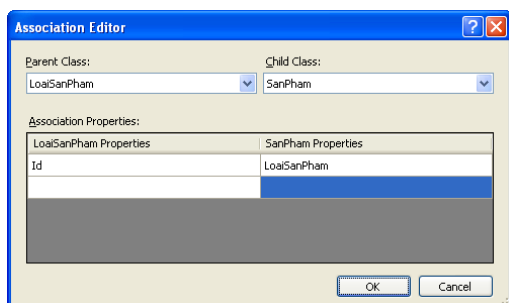 Association Editor
Parent Class: Child Class:
LoaiSanPham SanPham
Association Properties:
LoaiSanPham Properties SanPham Properties
Id LoaiSanPham
OK Cancel